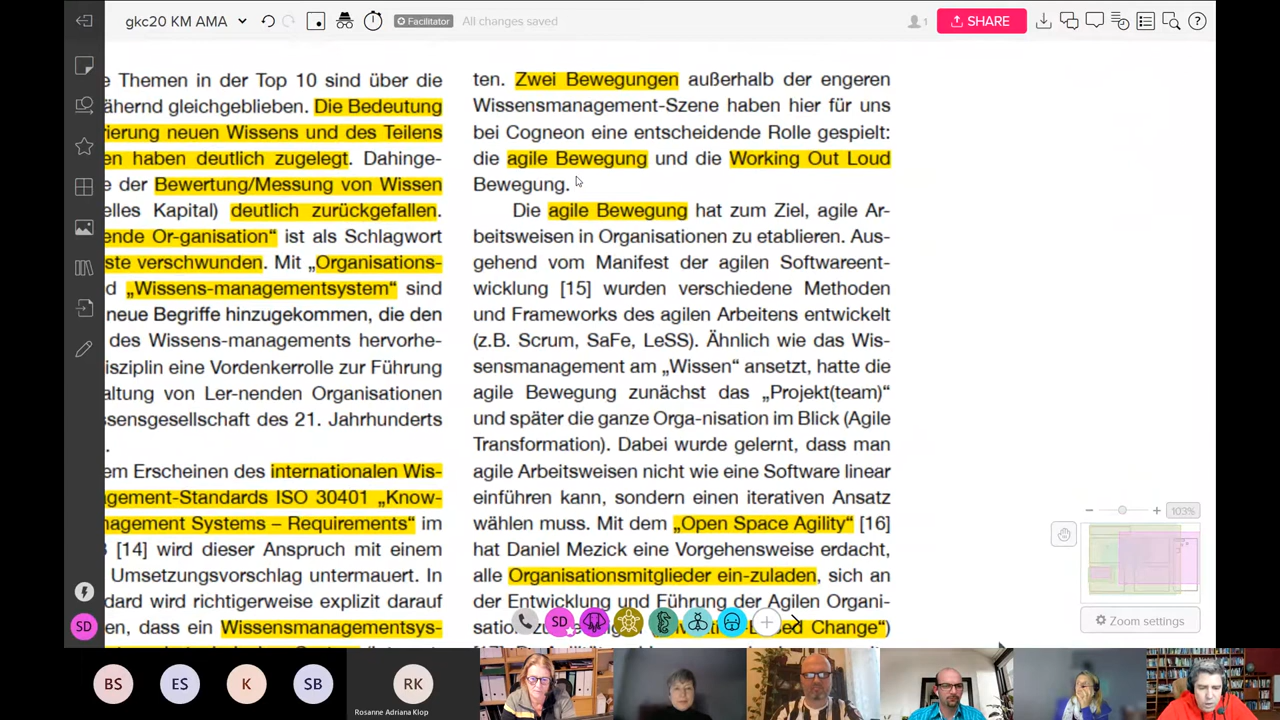 gkc20 KM AMA
Facilitator
All changes saved
1
SHARE
?
e Themen in der Top 10 sind über die
ähernd gleichgeblieben. Die Bedeutung
rierung neuen Wissens und des Teilens
en haben deutlich zugelegt. Dahinge-
e der Bewertung/Messung von Wissen
elles Kapital) deutlich zurückgefallen.
ende Or-ganisation“ ist als Schlagwort
ste verschwunden. Mit „Organisations-
d „Wissens-managementsystem“ sind
neue Begriffe hinzugekommen, die den
des Wissens-managements hervorhe-
isziplin eine Vordenkerrolle zur Führung
altung von Ler-nenden Organisationen
ssensgesellschaft des 21. Jahrhunderts
.
em Erscheinen des internationalen Wis-
agement-Standards ISO 30401 „Know-
nagement Systems – Requirements“ im
[14] wird dieser Anspruch mit einem
Umsetzungsvorschlag untermauert. In
dard wird richtigerweise explizit darauf
en, dass ein Wissensmanagementsys-
ten. Zwei Bewegungen außerhalb der engeren
Wissensmanagement-Szene haben hier für uns
bei Cogneon eine entscheidende Rolle gespielt:
die agile Bewegung und die Working Out Loud
Bewegung.
Die agile Bewegung hat zum Ziel, agile Ar-
beitsweisen in Organisationen zu etablieren. Aus-
gehend vom Manifest der agilen Softwareent-
wicklung [15] wurden verschiedene Methoden
und Frameworks des agilen Arbeitens entwickelt
(z.B. Scrum, SaFe, LeSS). Ähnlich wie das Wis-
sensmanagement am „Wissen“ ansetzt, hatte die
agile Bewegung zunächst das „Projekt(team)“
und später die ganze Orga-nisation im Blick (Agile
Transformation). Dabei wurde gelernt, dass man
agile Arbeitsweisen nicht wie eine Software linear
einführen kann, sondern einen iterativen Ansatz
wählen muss. Mit dem „Open Space Agility“ [16]
hat Daniel Mezick eine Vorgehensweise erdacht,
alle Organisationsmitglieder ein-zuladen, sich an
der Entwicklung und Führung der Agilen Organi-
Change“)
103%
Zoom settings
SD
SD
BS
ES
K
SB
RK
Rosanne Adriana Klop